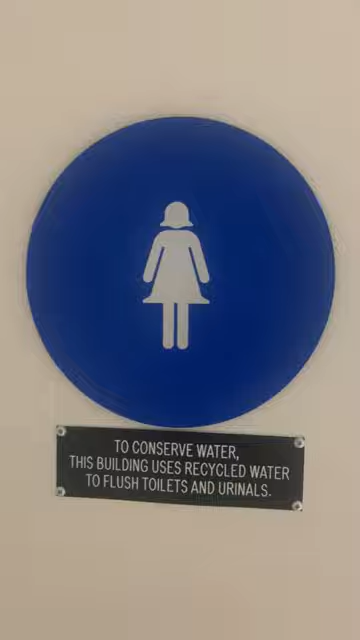 TO CONSERVE WATER,
THIS BUILDING USES RECYCLED WATER
TO FLUSH TOILETS AND URINALS.